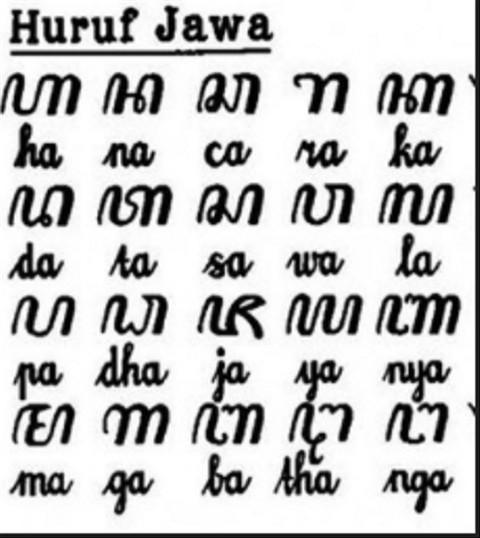 Huruf Jawa
ꦲ ꦤ ꦕ ꦫ ꦏ
ha na ca ra ka
ꦢ ꦠ ꦱ ꦮ ꦭ
da ta sa wa la
ꦥ ꦝ ꦗ ꦪ ꦚ
pa dha ja ya nya
ꦩ ꦒ ꦧ ꦛ ꦔ
ma ga ba tha nga